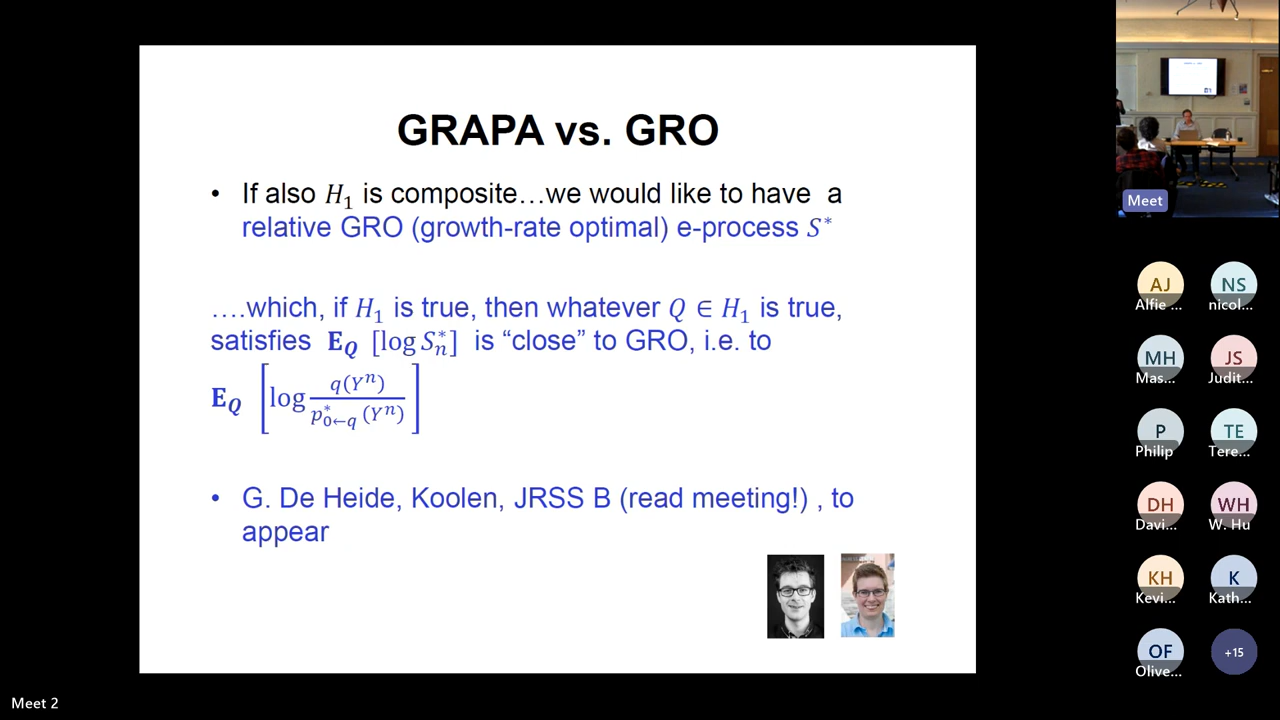 GRAPA vs. GRO
• If also H₁ is composite…we would like to have a
relative GRO (growth-rate optimal) e-process S*
….which, if H₁ is true, then whatever Q ∈ H₁ is true,
satisfies E_Q [log S*_n] is “close” to GRO, i.e. to
E_Q [log q(Yⁿ) / p*_{0←q}(Yⁿ)]
• G. De Heide, Koolen, JRSS B (read meeting!) , to
appear
Meet
AJ NS
Alfie ... nicol...
MH JS
Mas... Judit...
P TE
Philip Tere...
DH WH
Davi... W. Hu
KH K
Kevi... Kath...
OF +15
Olive...
Meet 2